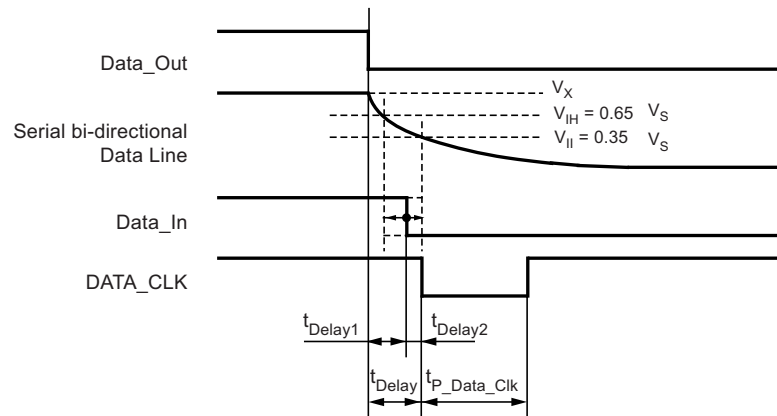 Data_Out
V_X
V_IH = 0.65 V_S
V_II = 0.35 V_S
Serial bi-directional
Data Line
Data_In
DATA_CLK
t_Delay1 t_Delay2
t_Delay t_P_Data_Clk